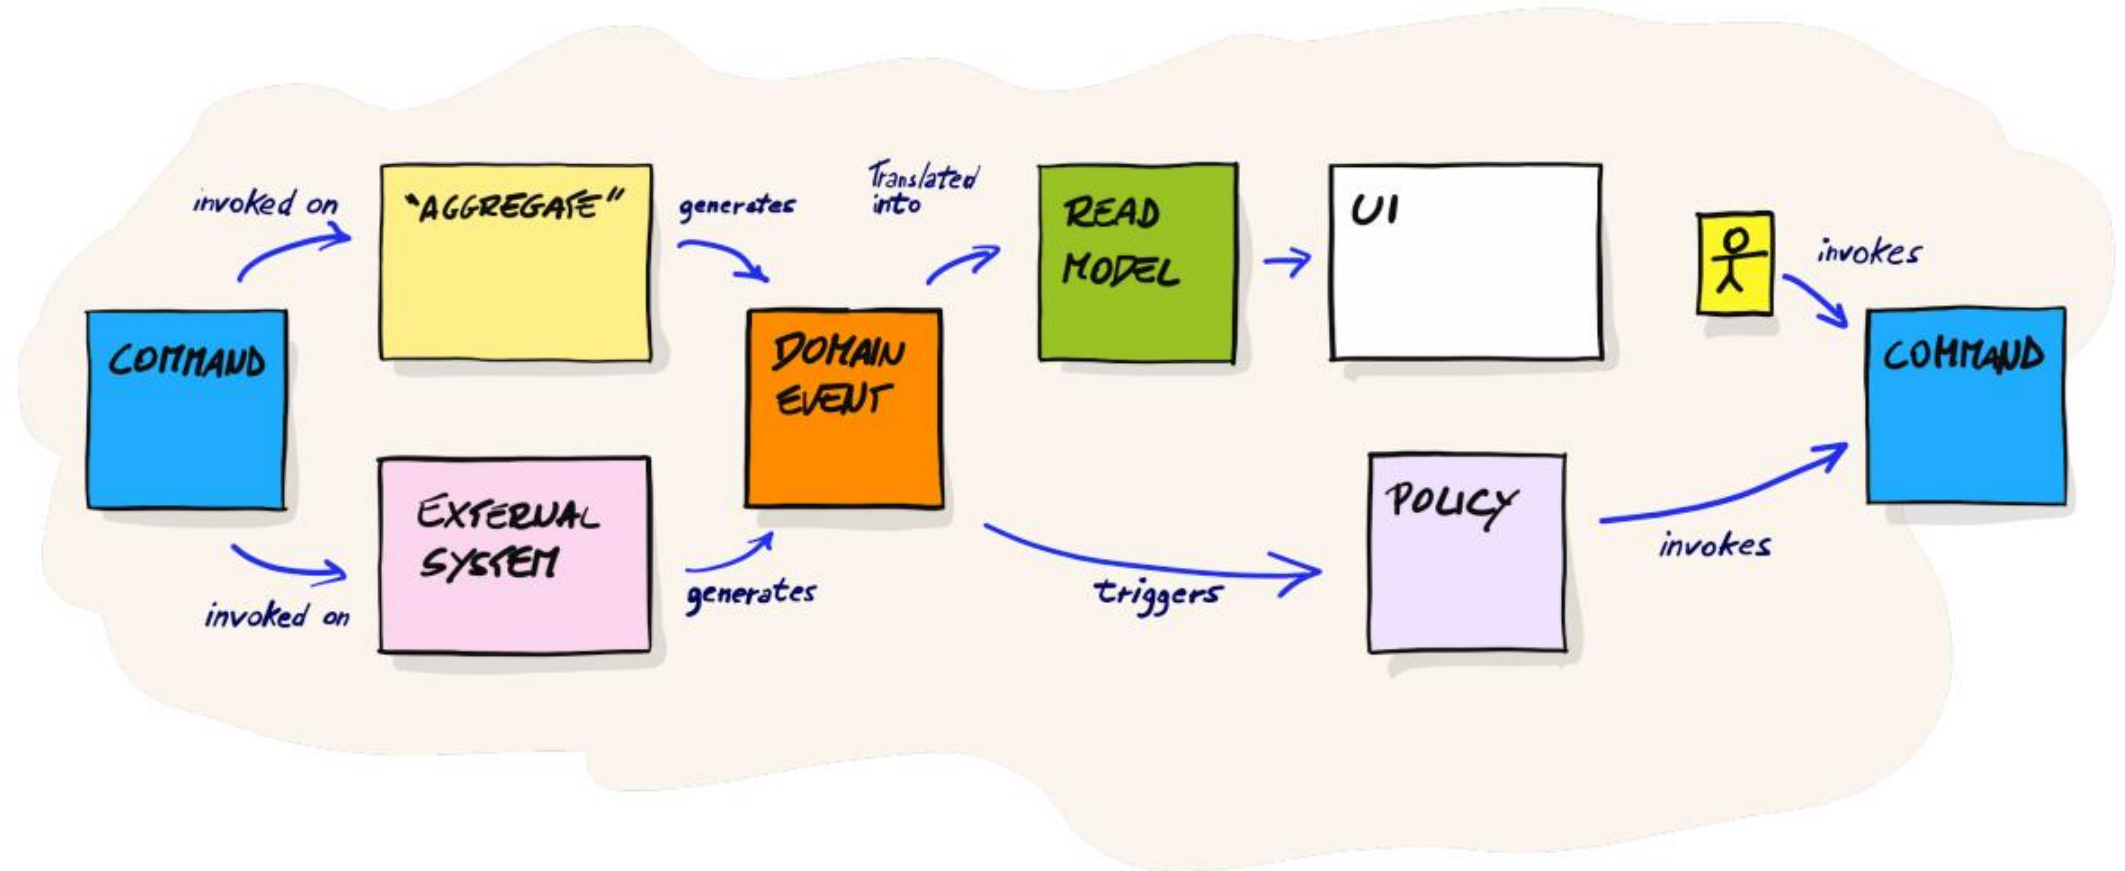 invoked on
"AGGREGATE"
generates
Translated
into
READ
MODEL
UI
invokes
COMMAND
DOMAIN
EVENT
COMMAND
EXTERNAL
SYSTEM
POLICY
invoked on
generates
triggers
invokes